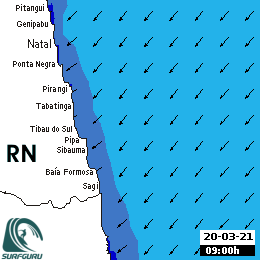 Pitangui
Genipabu
Natal
Ponta Negra
Pirangi
Tabatinga
Tibau do Sul
Pipa
Sibauma
RN
Baía Formosa
Sagi
20-03-21
09:00h
SURFGURU